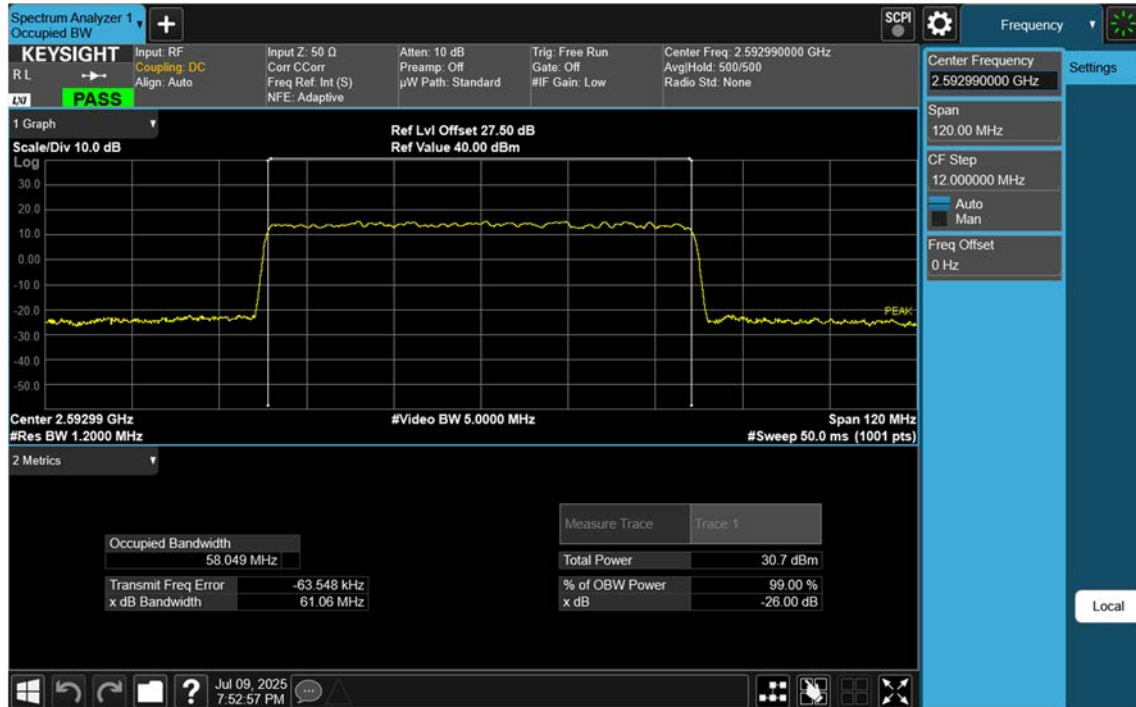 Spectrum Analyzer 1
Occupied BW
SCPI
Frequency
KEYSIGHT
R L
LXI
PASS
Input: RF
Coupling: DC
Align: Auto
Input Z: 50 Ω
Corr CCorr
Freq Ref: Int (S)
NFE: Adaptive
Atten: 10 dB
Preamp: Off
µW Path: Standard
Trig: Free Run
Gate: Off
#IF Gain: Low
Center Freq: 2.592990000 GHz
Avg|Hold: 500/500
Radio Std: None
Center Frequency
2.592990000 GHz
Settings
Span
120.00 MHz
CF Step
12.000000 MHz
Auto
Man
Freq Offset
0 Hz
Local
1 Graph
Scale/Div 10.0 dB
Ref Lvl Offset 27.50 dB
Ref Value 40.00 dBm
Log
30.0
20.0
10.0
0.00
-10.0
-20.0
-30.0
-40.0
-50.0
PEAK
Center 2.59299 GHz
#Video BW 5.0000 MHz
Span 120 MHz
#Res BW 1.2000 MHz
#Sweep 50.0 ms (1001 pts)
2 Metrics
Measure Trace Trace 1
Occupied Bandwidth
58.049 MHz
Total Power 30.7 dBm
Transmit Freq Error -63.548 kHz
% of OBW Power 99.00 %
x dB Bandwidth 61.06 MHz
x dB -26.00 dB
?
Jul 09, 2025
7:52:57 PM